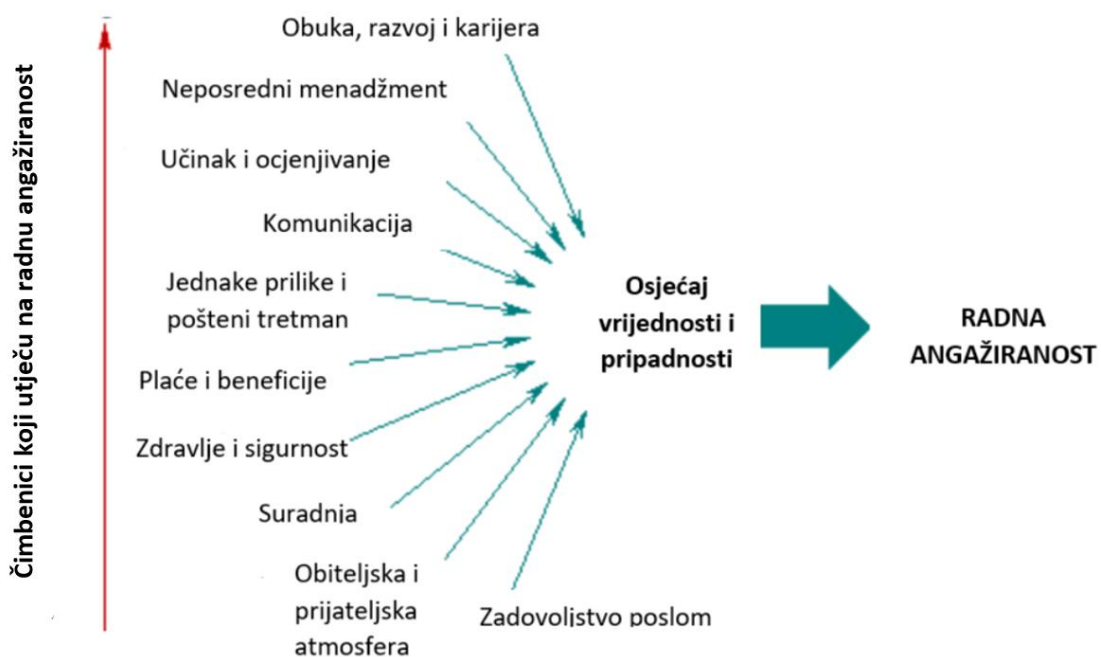 Čimbenici koji utječu na radnu angažiranost
Obuka, razvoj i karijera
Neposredni menadžment
Učinak i ocjenjivanje
Komunikacija
Jednake prilike i
pošteni tretman
Plaće i beneficije
Zdravlje i sigurnost
Suradnja
Obiteljska i
prijateljska
atmosfera
Zadovoljstvo poslom
Osjećaj
vrijednosti i
pripadnosti
RADNA
ANGAŽIRANOST